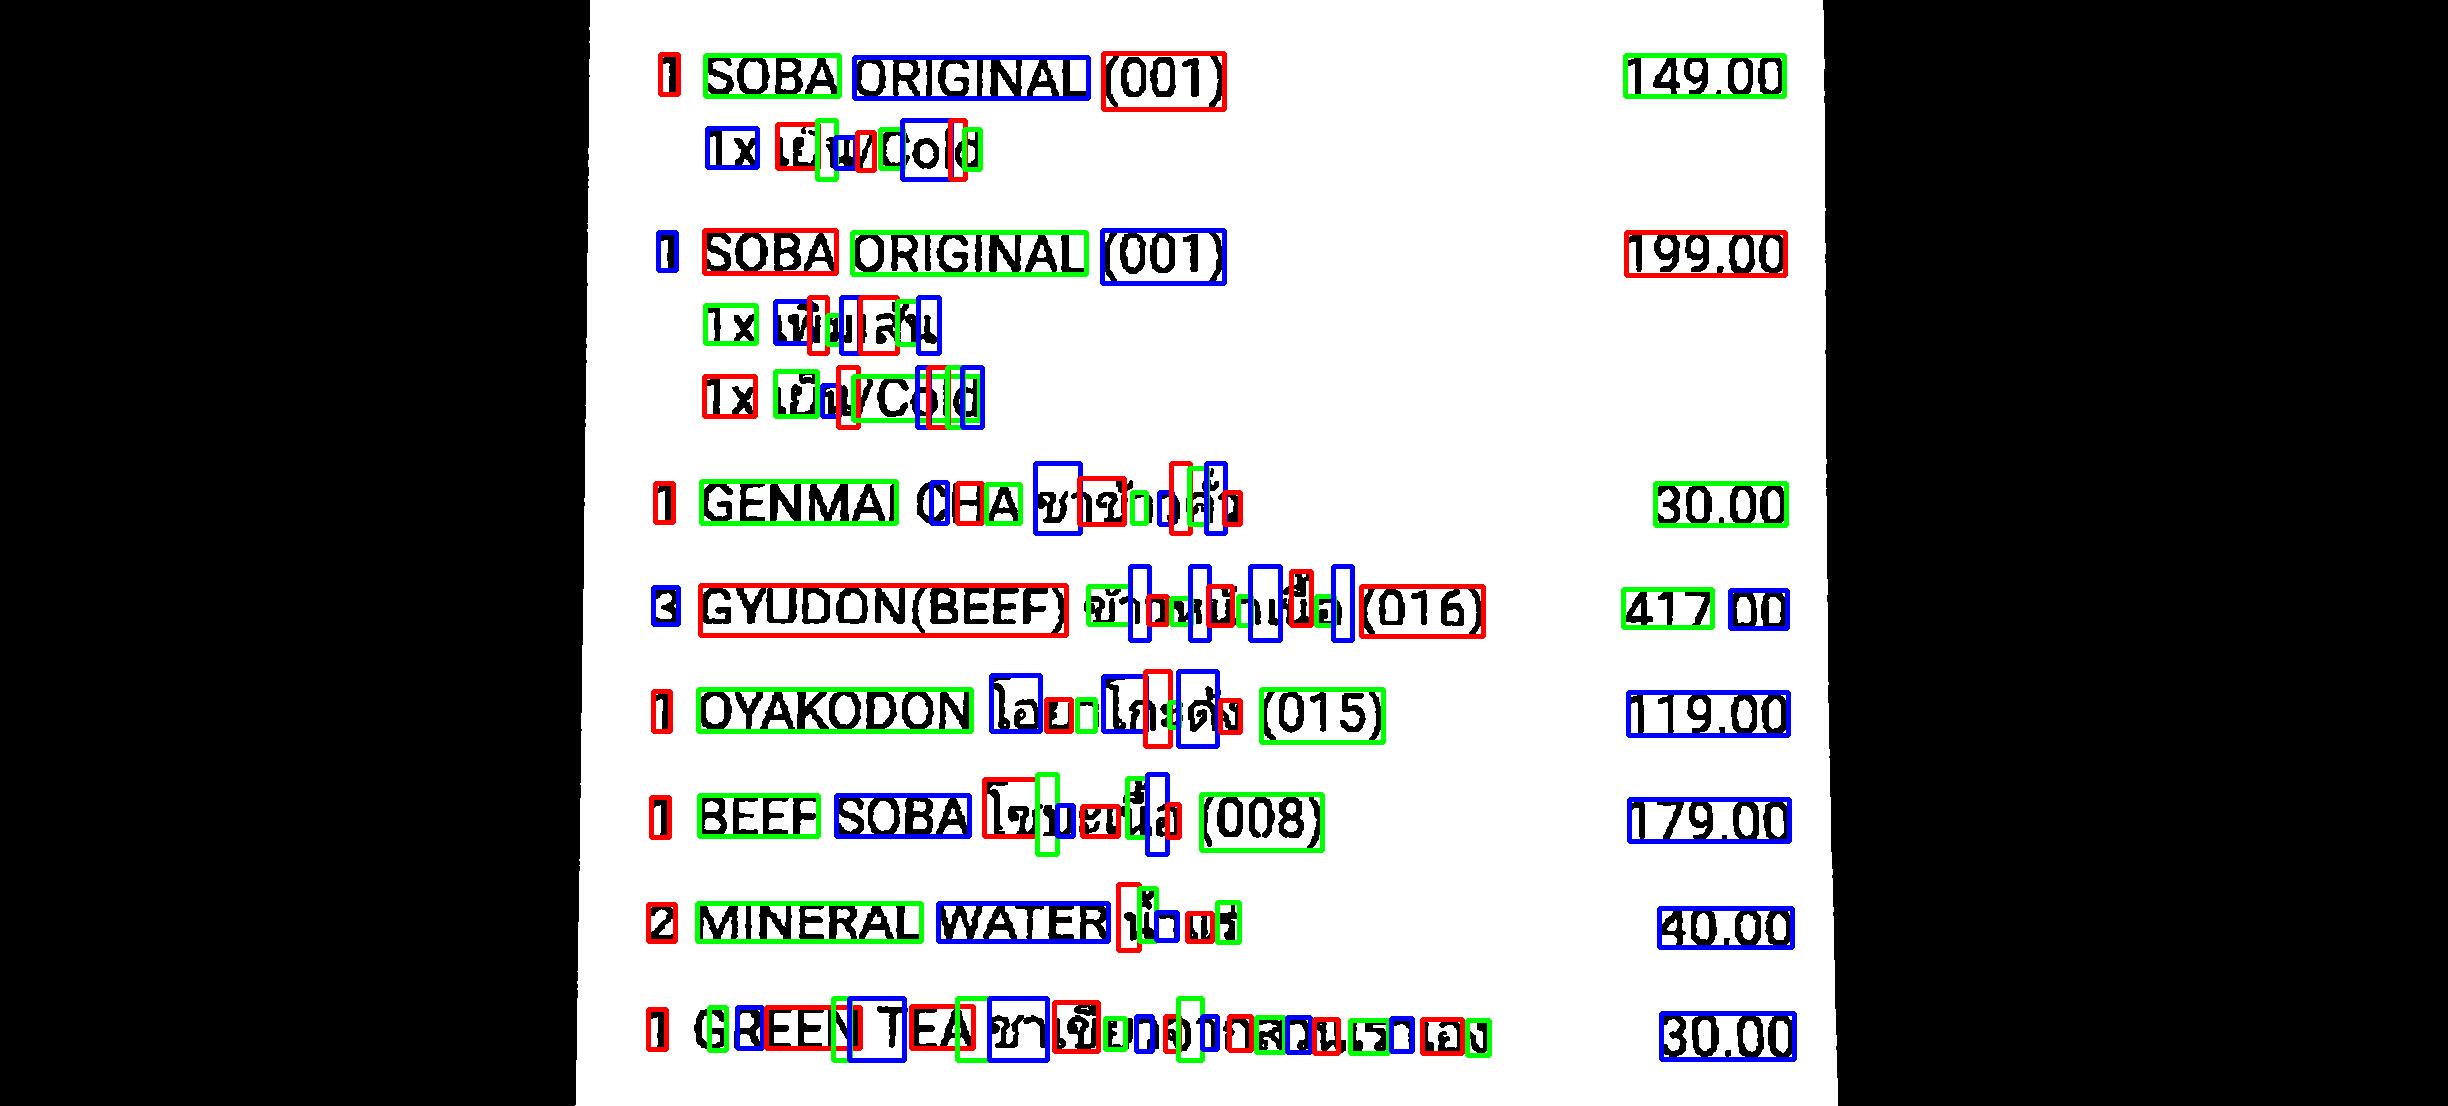 1 SOBA ORIGINAL (001) 149.00
1x เย็น/Cold
1 SOBA ORIGINAL (001) 199.00
1x เพิ่มเส้น
1x เย็น/Cold
1 GENMAI CHA ชาข้าวคั่ว 30.00
3 GYUDON(BEEF) ข้าวหน้าเนื้อ (016) 417.00
1 OYAKODON โอยาโกะด้ง (015) 119.00
1 BEEF SOBA โซบะเนื้อ (008) 179.00
2 MINERAL WATER น้ำแร่ 40.00
1 GREEN TEA ชาเขียวจากสวนเราเอง 30.00